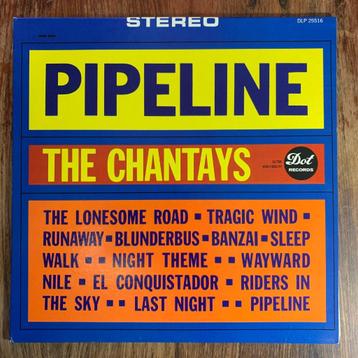 STEREO
DLP 25516
PIPELINE
THE CHANTAYS
Dot
RECORDS
THE LONESOME ROAD ▪ TRAGIC WIND ▪
RUNAWAY ▪ BLUNDERBUS ▪ BANZAI ▪ SLEEP
WALK ▪ ▪ NIGHT THEME ▪ ▪ WAYWARD
NILE ▪ EL CONQUISTADOR ▪ RIDERS IN
THE SKY ▪ ▪ LAST NIGHT ▪ ▪ PIPELINE